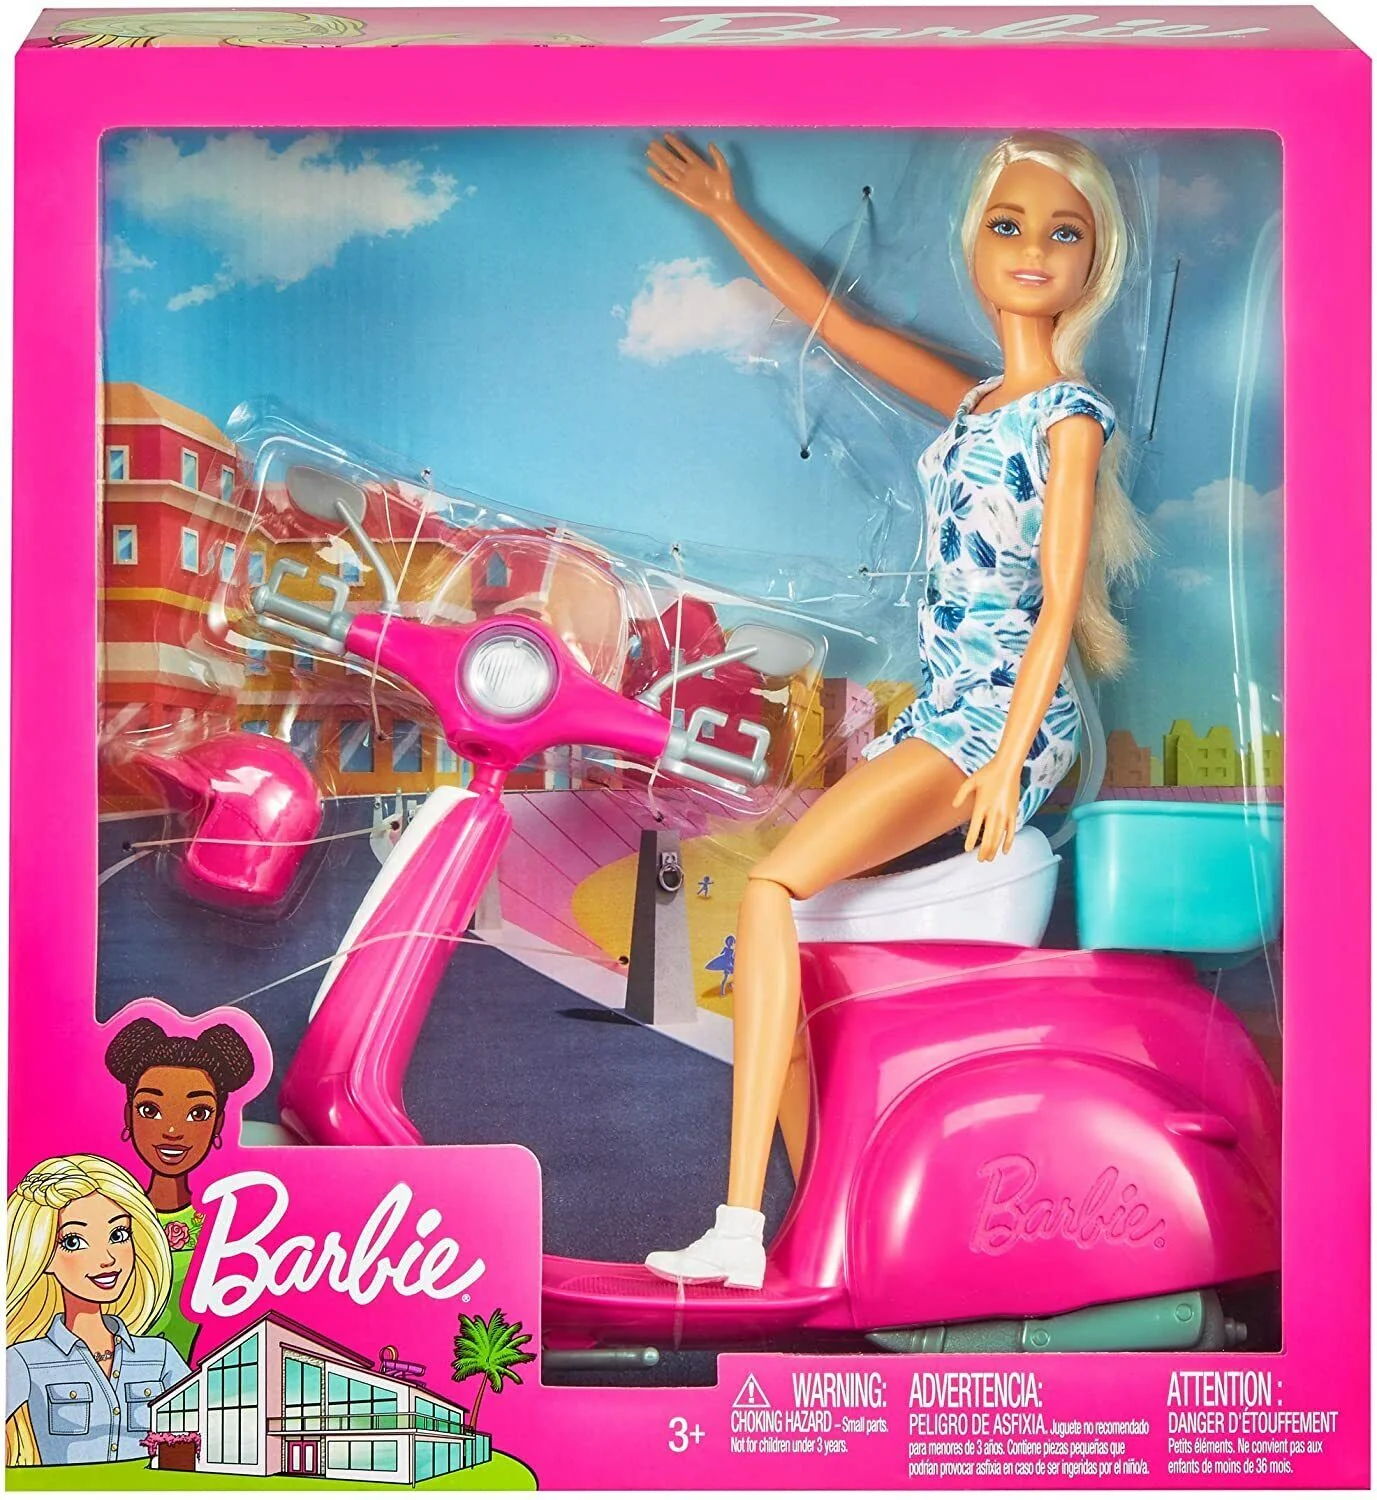 Barbie
Barbie®
Barbie®
3+
WARNING:
CHOKING HAZARD – Small parts.
Not for children under 3 years.
ADVERTENCIA:
PELIGRO DE ASFIXIA. Juguete no recomendado
para menores de 3 años. Contiene piezas pequeñas que
podrían provocar asfixia en caso de ser ingeridas por el niño/a.
ATTENTION :
DANGER D'ÉTOUFFEMENT
Petits éléments. Ne convient pas aux
enfants de moins de 36 mois.